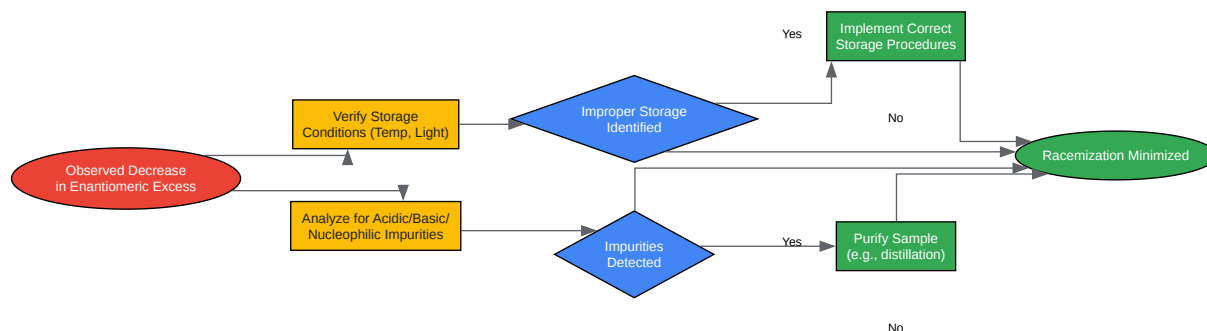 Implement Correct
Storage Procedures
Yes
Verify Storage
Conditions (Temp, Light)
Improper Storage
Identified
No
Racemization Minimized
Observed Decrease
in Enantiomeric Excess
Analyze for Acidic/Basic/
Nucleophilic Impurities
Impurities
Detected
Yes
Purify Sample
(e.g., distillation)
No